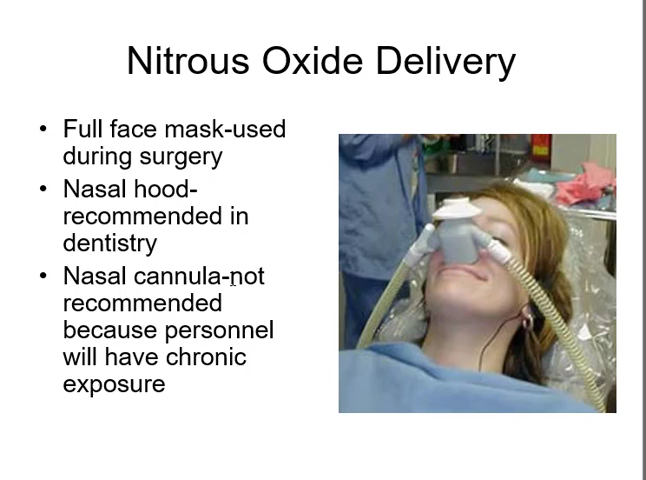 Nitrous Oxide Delivery
• Full face mask-used
during surgery
• Nasal hood-
recommended in
dentistry
• Nasal cannula-not
recommended
because personnel
will have chronic
exposure